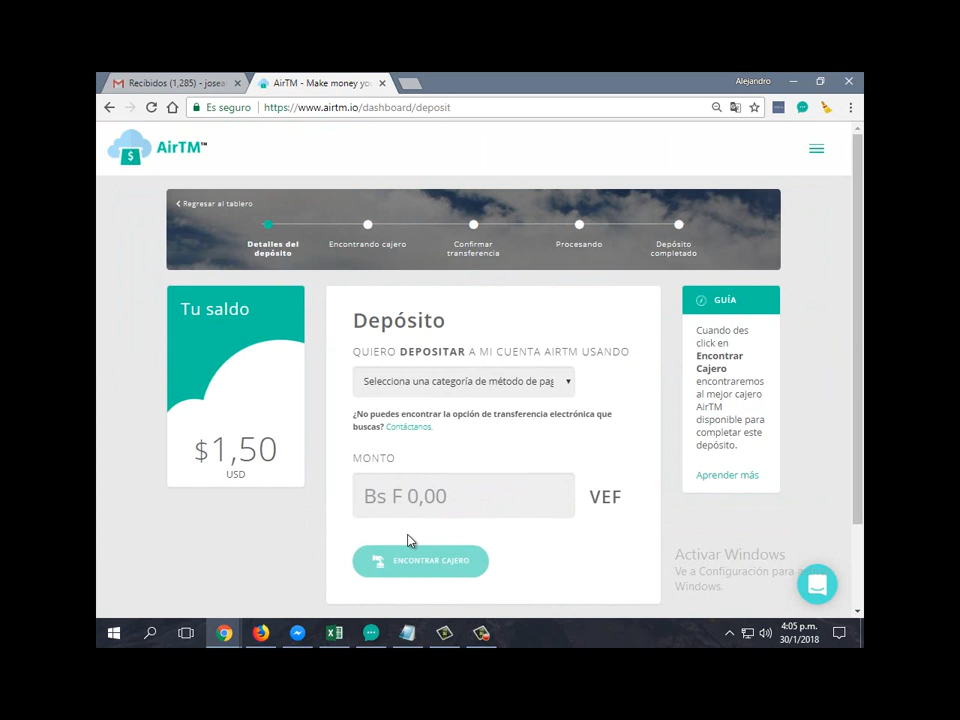 Recibidos (1,285) - josea
AirTM - Make money yo
Alejandro
Es seguro
https://www.airtm.io/dashboard/deposit
AirTM™
Regresar al tablero
Detalles del
depósito
Encontrando cajero
Confirmar
transferencia
Procesando
Depósito
completado
Tu saldo
$1,50
USD
Depósito
QUIERO DEPOSITAR A MI CUENTA AIRTM USANDO
Selecciona una categoría de método de pag
¿No puedes encontrar la opción de transferencia electrónica que
buscas? Contáctanos.
MONTO
Bs F 0,00
VEF
ENCONTRAR CAJERO
GUÍA
Cuando des
click en
Encontrar
Cajero
encontraremos
al mejor cajero
AirTM
disponible para
completar este
depósito.
Aprender más
Activar Windows
Ve a Configuración para
Windows.
4:05 p.m.
30/1/2018